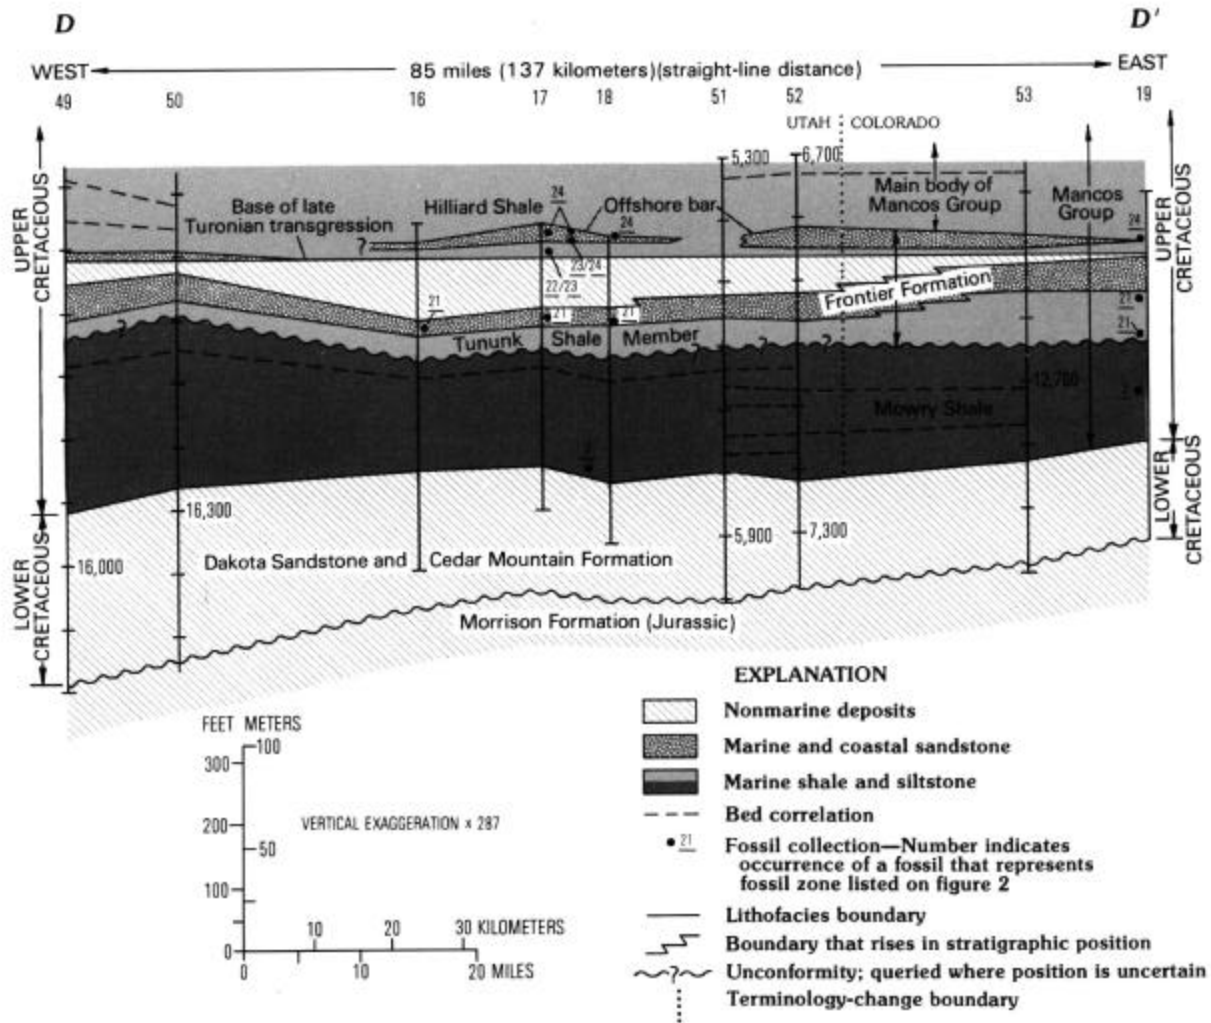 D
D'
WEST
85 miles (137 kilometers)(straight-line distance)
EAST
49
50
16
17
18
51
52
53
19
UTAH
COLORADO
5,300
6,700
UPPER
CRETACEOUS
Base of late
Turonian transgression
Hilliard Shale
24
Offshore bar
24
Main body of
Mancos Group
Mancos
Group
24
UPPER
CRETACEOUS
?
23/24
22/23
21
21
21
Frontier Formation
21
21
?
Tununk Shale Member
?
?
?
12,700
Mowry Shale
LOWER
CRETACEOUS
16,300
5,900
7,300
16,000
Dakota Sandstone and Cedar Mountain Formation
LOWER
CRETACEOUS
Morrison Formation (Jurassic)
EXPLANATION
Nonmarine deposits
Marine and coastal sandstone
Marine shale and siltstone
Bed correlation
21
Fossil collection—Number indicates
occurrence of a fossil that represents
fossil zone listed on figure 2
Lithofacies boundary
Boundary that rises in stratigraphic position
?
Unconformity; queried where position is uncertain
Terminology-change boundary
FEET METERS
100
300
VERTICAL EXAGGERATION x 287
200
50
100
10
20
30 KILOMETERS
0
0
10
20 MILES